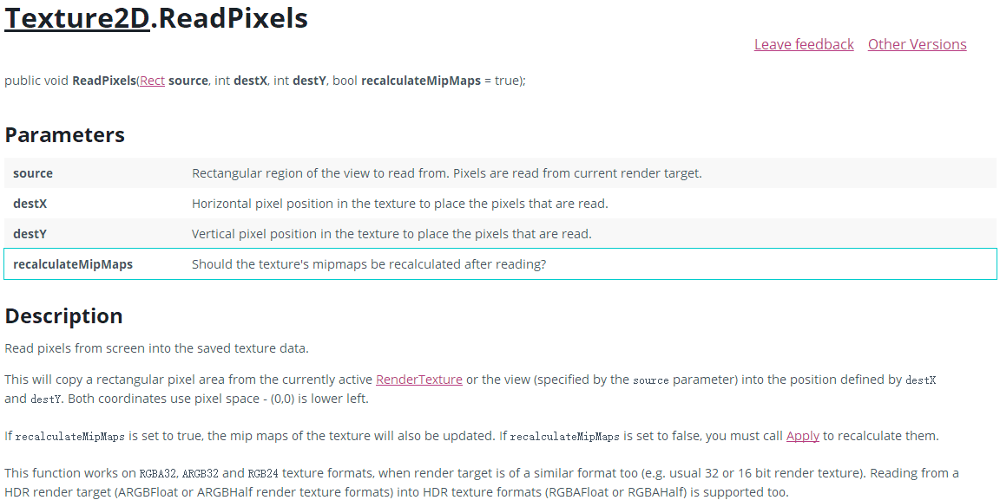 Texture2D.ReadPixels
Leave feedback Other Versions
public void ReadPixels(Rect source, int destX, int destY, bool recalculateMipMaps = true);
Parameters
source Rectangular region of the view to read from. Pixels are read from current render target.
destX Horizontal pixel position in the texture to place the pixels that are read.
destY Vertical pixel position in the texture to place the pixels that are read.
recalculateMipMaps Should the texture's mipmaps be recalculated after reading?
Description
Read pixels from screen into the saved texture data.
This will copy a rectangular pixel area from the currently active RenderTexture or the view (specified by the source parameter) into the position defined by destX
and destY. Both coordinates use pixel space - (0,0) is lower left.
If recalculateMipMaps is set to true, the mip maps of the texture will also be updated. If recalculateMipMaps is set to false, you must call Apply to recalculate them.
This function works on RGBA32, ARGB32 and RGB24 texture formats, when render target is of a similar format too (e.g. usual 32 or 16 bit render texture). Reading from a
HDR render target (ARGBFloat or ARGBHalf render texture formats) into HDR texture formats (RGBAFloat or RGBAHalf) is supported too.